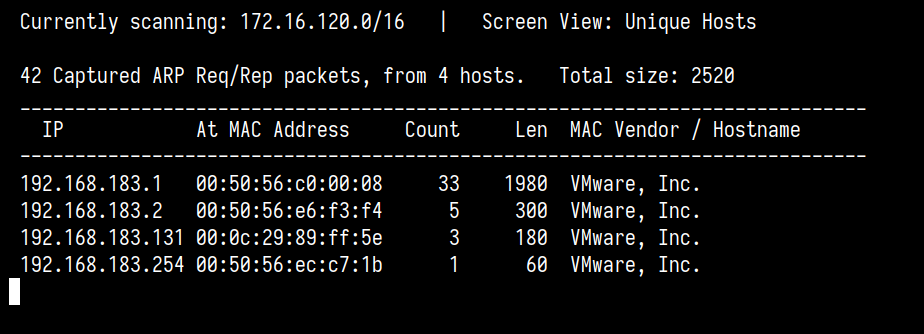 Currently scanning: 172.16.120.0/16   |   Screen View: Unique Hosts
42 Captured ARP Req/Rep packets, from 4 hosts.   Total size: 2520
_____________________________________________________________________________
IP            At MAC Address     Count     Len  MAC Vendor / Hostname
-----------------------------------------------------------------------------
192.168.183.1   00:50:56:c0:00:08     33    1980  VMware, Inc.
192.168.183.2   00:50:56:e6:f3:f4      5     300  VMware, Inc.
192.168.183.131 00:0c:29:89:ff:5e      3     180  VMware, Inc.
192.168.183.254 00:50:56:ec:c7:1b      1      60  VMware, Inc.